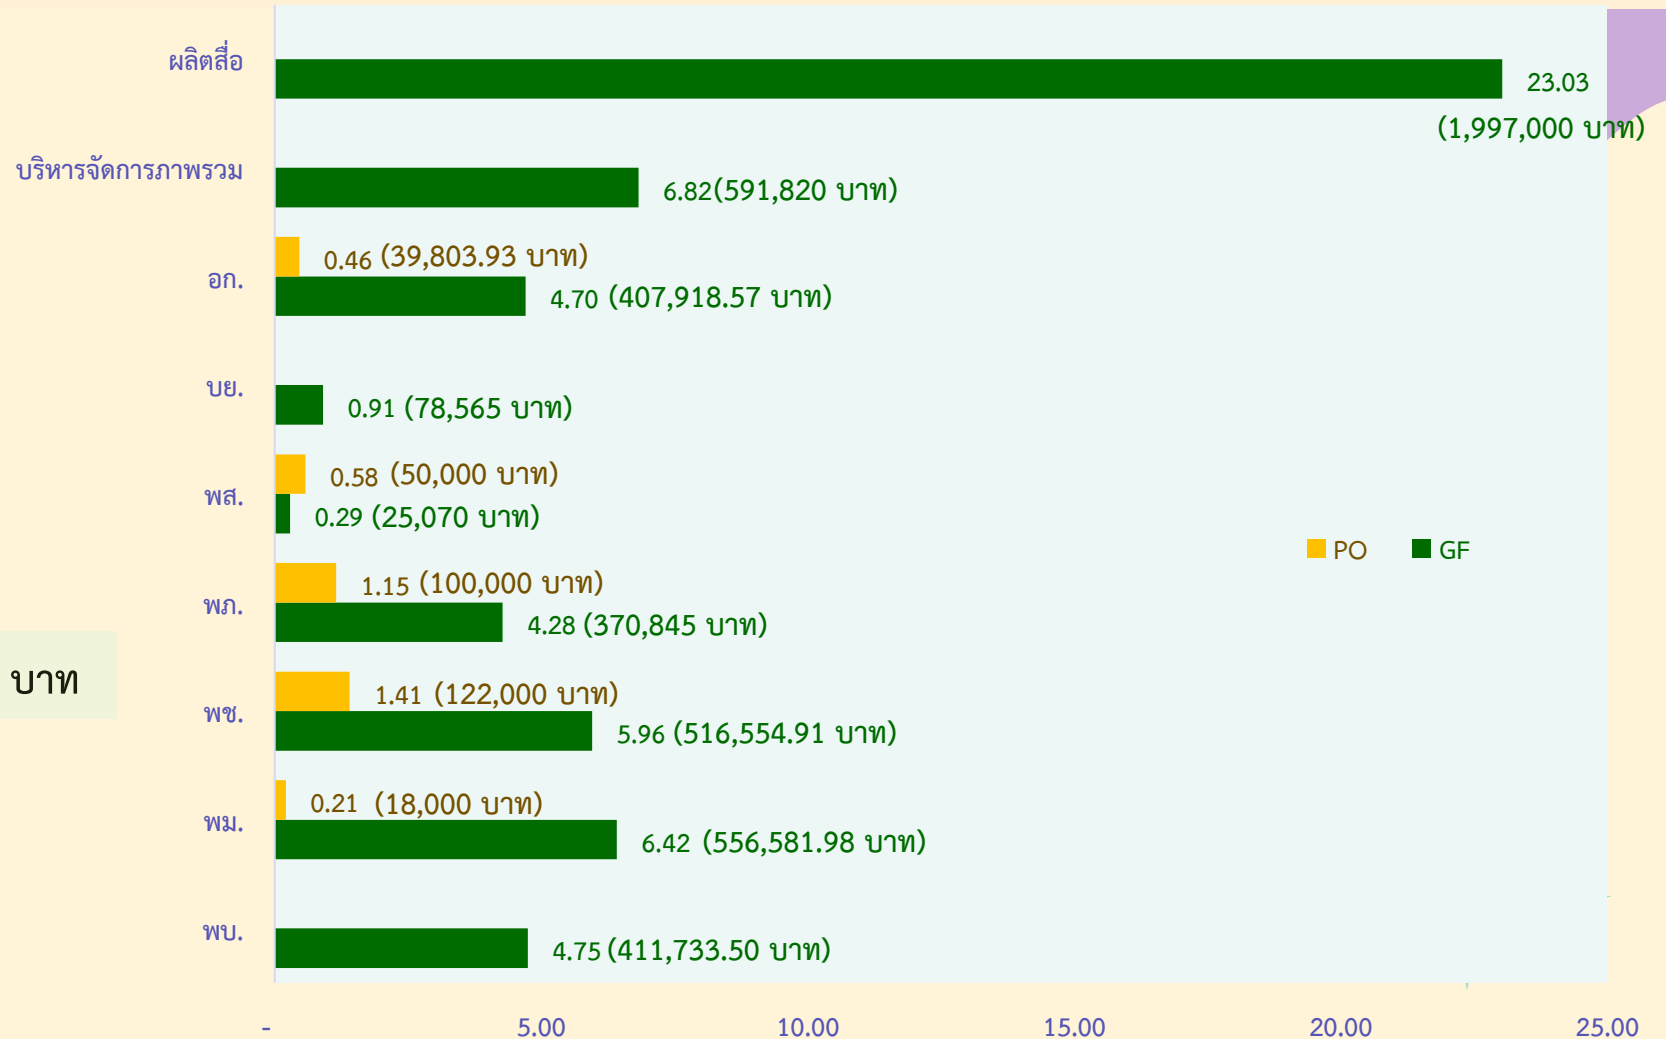 ผลิตสื่อ
23.03
(1,997,000 บาท)
บริหารจัดการภาพรวม
6.82(591,820 บาท)
อก.
0.46 (39,803.93 บาท)
4.70 (407,918.57 บาท)
บย.
0.91 (78,565 บาท)
พส.
0.58 (50,000 บาท)
0.29 (25,070 บาท)
PO GF
พภ.
1.15 (100,000 บาท)
4.28 (370,845 บาท)
บาท
พช.
1.41 (122,000 บาท)
5.96 (516,554.91 บาท)
พม.
0.21 (18,000 บาท)
6.42 (556,581.98 บาท)
พบ.
4.75 (411,733.50 บาท)
- 5.00 10.00 15.00 20.00 25.00